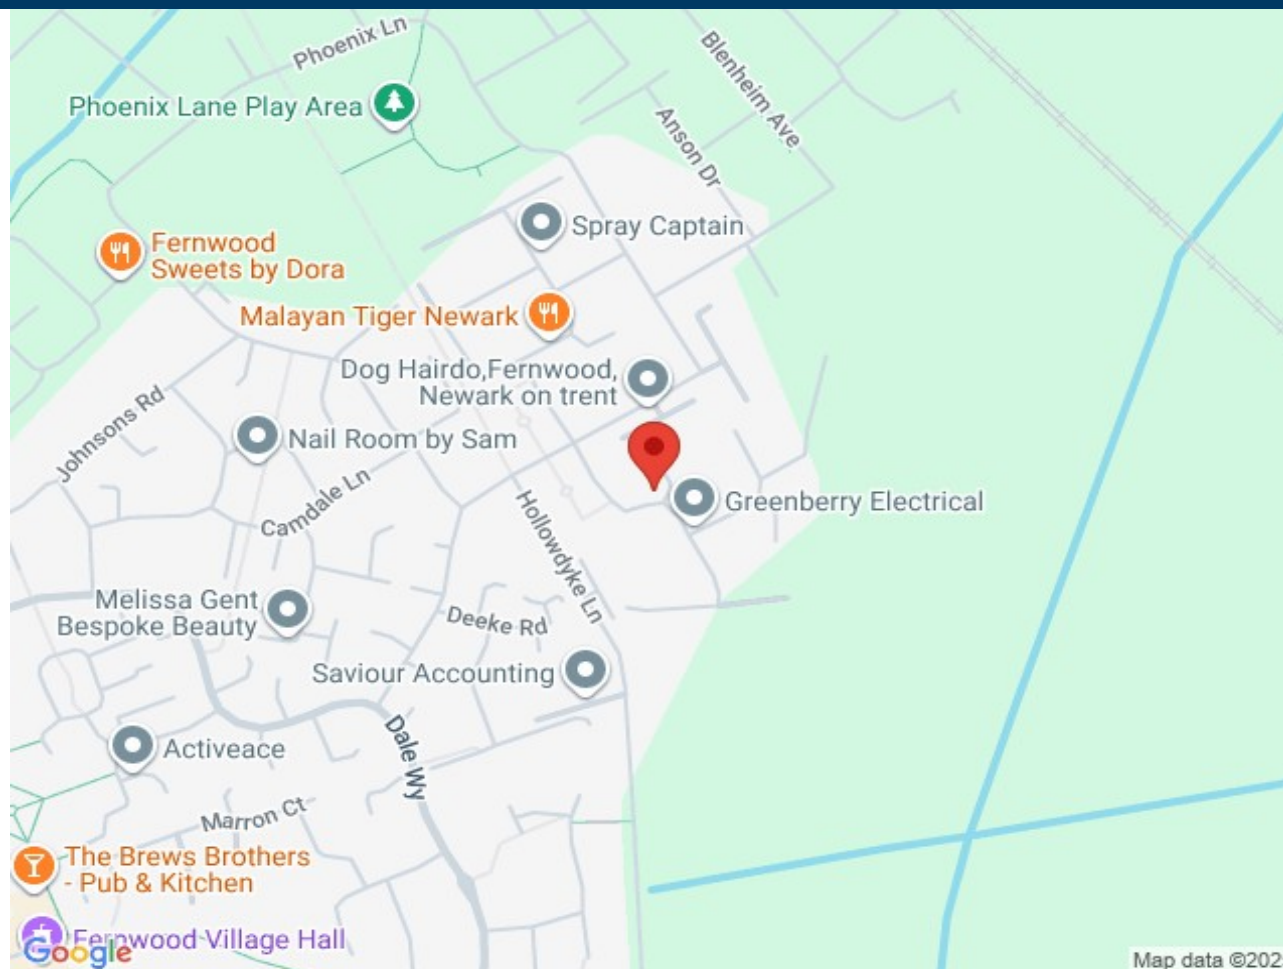 Phoenix Ln
Blenheim Ave
Phoenix Lane Play Area
Anson Dr
Spray Captain
Fernwood
Sweets by Dora
Malayan Tiger Newark
Dog Hairdo,Fernwood,
Newark on trent
Johnsons Rd
Nail Room by Sam
Camdale Ln
Greenberry Electrical
Hollowdyke Ln
Melissa Gent
Bespoke Beauty
Deeke Rd
Saviour Accounting
Dale Wy
Activeace
Marron Ct
The Brews Brothers
- Pub & Kitchen
Fernwood Village Hall
Google
Map data ©202